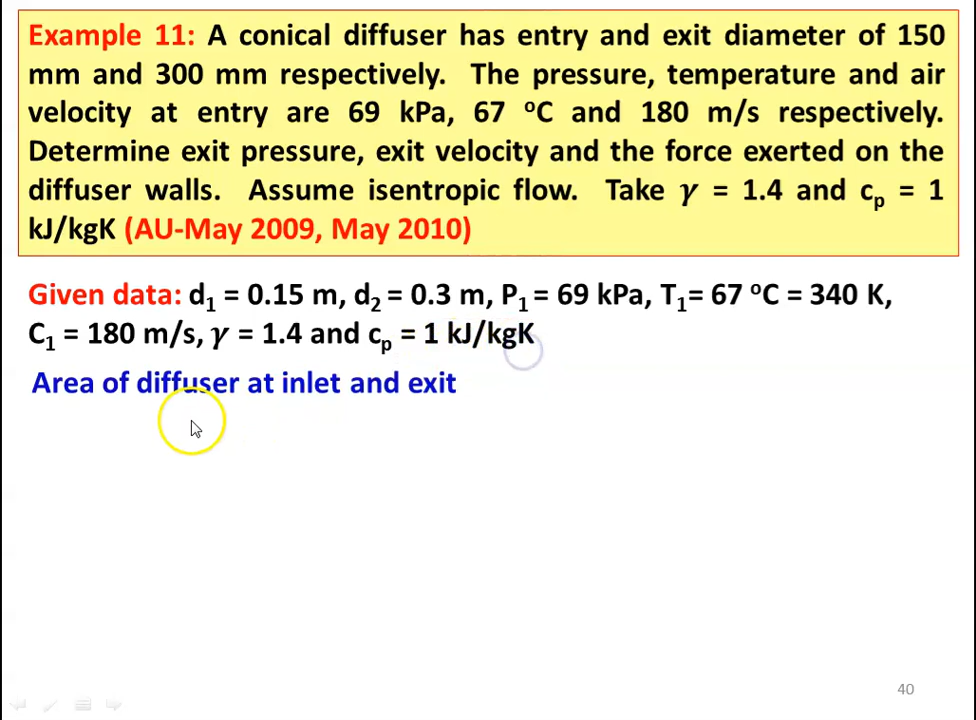 Example 11: A conical diffuser has entry and exit diameter of 150
mm and 300 mm respectively. The pressure, temperature and air
velocity at entry are 69 kPa, 67 ⁰C and 180 m/s respectively.
Determine exit pressure, exit velocity and the force exerted on the
diffuser walls. Assume isentropic flow. Take γ = 1.4 and cₚ = 1
kJ/kgK (AU-May 2009, May 2010)
Given data: d₁ = 0.15 m, d₂ = 0.3 m, P₁ = 69 kPa, T₁= 67 ⁰C = 340 K,
C₁ = 180 m/s, γ = 1.4 and cₚ = 1 kJ/kgK
Area of diffuser at inlet and exit
40